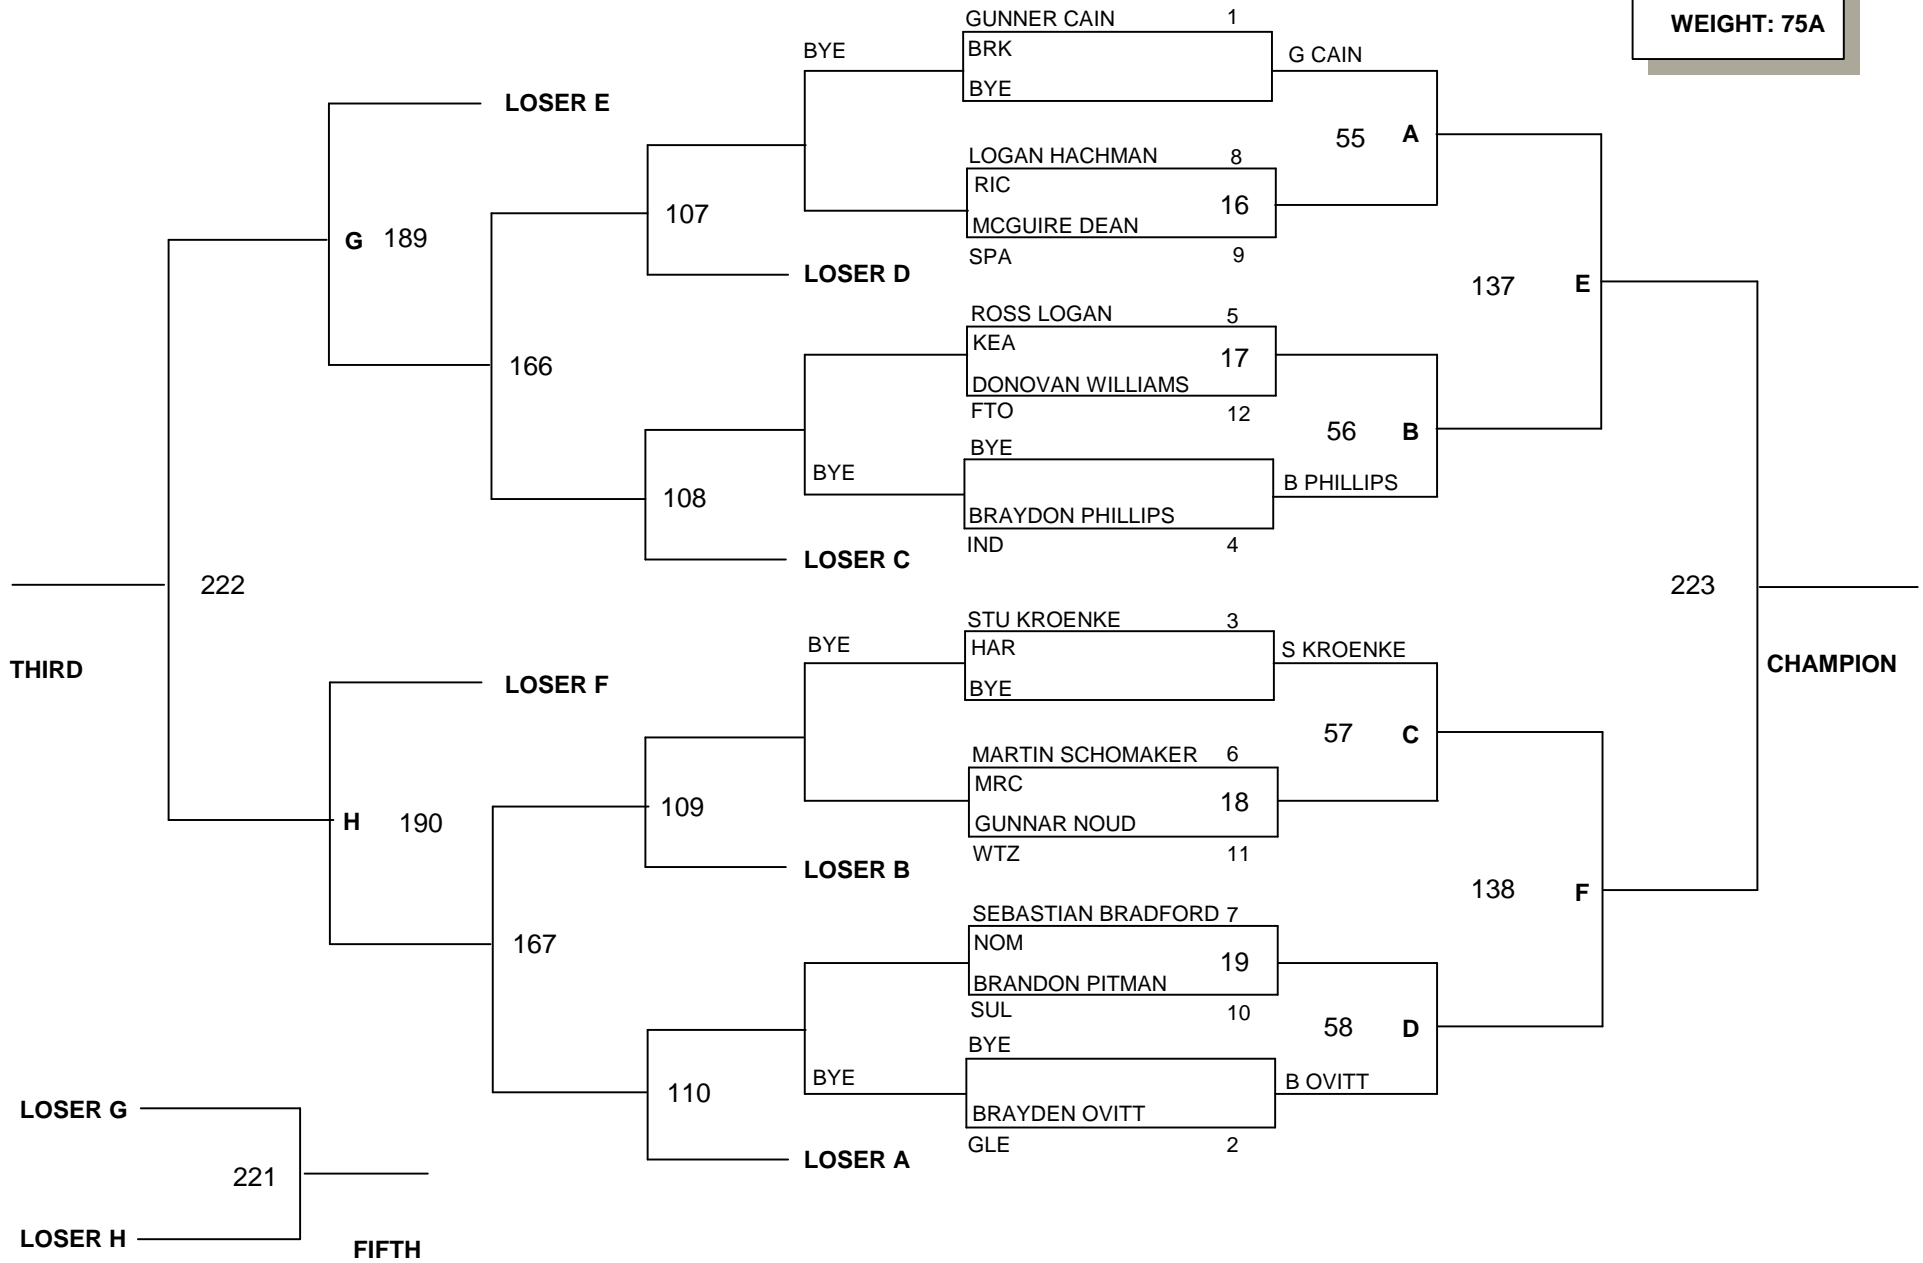 WEIGHT: 75A
GUNNER CAIN 1
BRK
BYE
BYE
G CAIN
LOSER E
55 A
LOGAN HACHMAN 8
RIC
16
MCGUIRE DEAN
SPA 9
107
G 189
LOSER D
137 E
ROSS LOGAN 5
KEA
17
DONOVAN WILLIAMS
FTO 12
166
56 B
BYE
BYE
B PHILLIPS
108
BRAYDON PHILLIPS
IND 4
LOSER C
222
223
THIRD
CHAMPION
STU KROENKE 3
HAR
BYE
BYE
S KROENKE
LOSER F
57 C
MARTIN SCHOMAKER 6
MRC
18
GUNNAR NOUD
WTZ 11
109
H 190
LOSER B
138 F
SEBASTIAN BRADFORD 7
NOM
19
BRANDON PITMAN
SUL 10
167
58 D
BYE
BYE
B OVITT
110
BRAYDEN OVITT
GLE 2
LOSER A
LOSER G
221
LOSER H
FIFTH